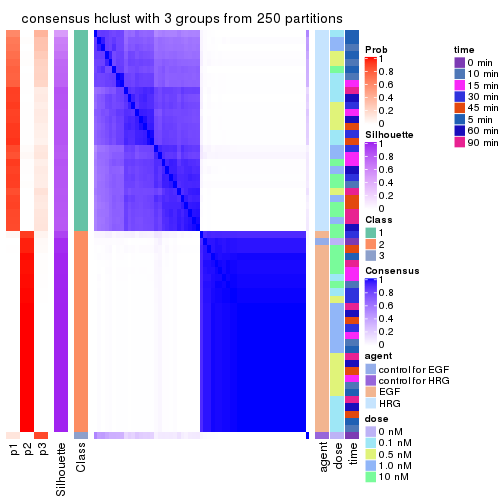 consensus hclust with 3 groups from 250 partitions
Prob
1
0.8
0.6
0.4
0.2
0
Silhouette
1
0.8
0.6
0.4
0.2
0
Class
1
2
3
Consensus
1
0.8
0.6
0.4
0.2
0
agent
control for EGF
control for HRG
EGF
HRG
dose
0 nM
0.1 nM
0.5 nM
1.0 nM
10 nM
time
0 min
10 min
15 min
30 min
45 min
5 min
60 min
90 min
p1
p2
p3
Silhouette
Class
agent
dose
time